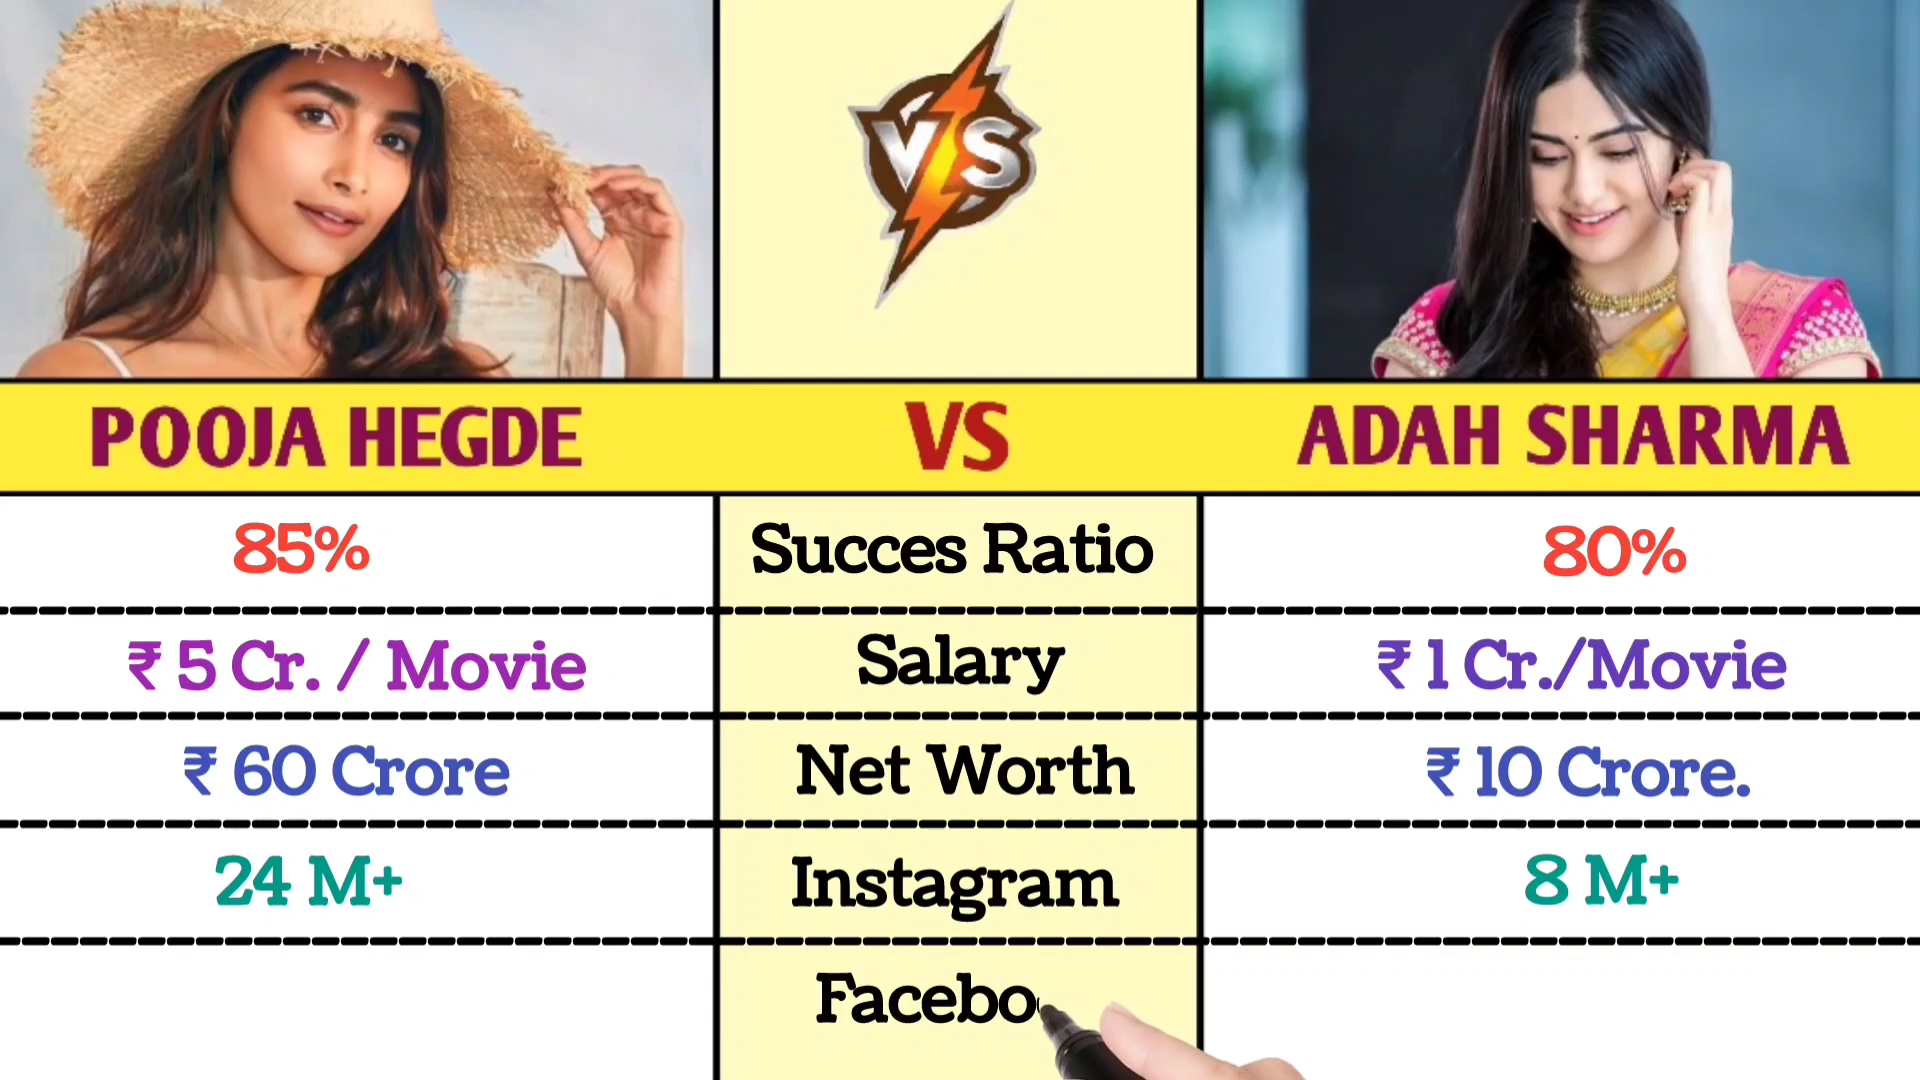 VS
POOJA HEGDE VS ADAH SHARMA
85% Succes Ratio 80%
₹ 5 Cr. / Movie Salary ₹ 1 Cr./Movie
₹ 60 Crore Net Worth ₹ 10 Crore.
24 M+ Instagram 8 M+
Facebo